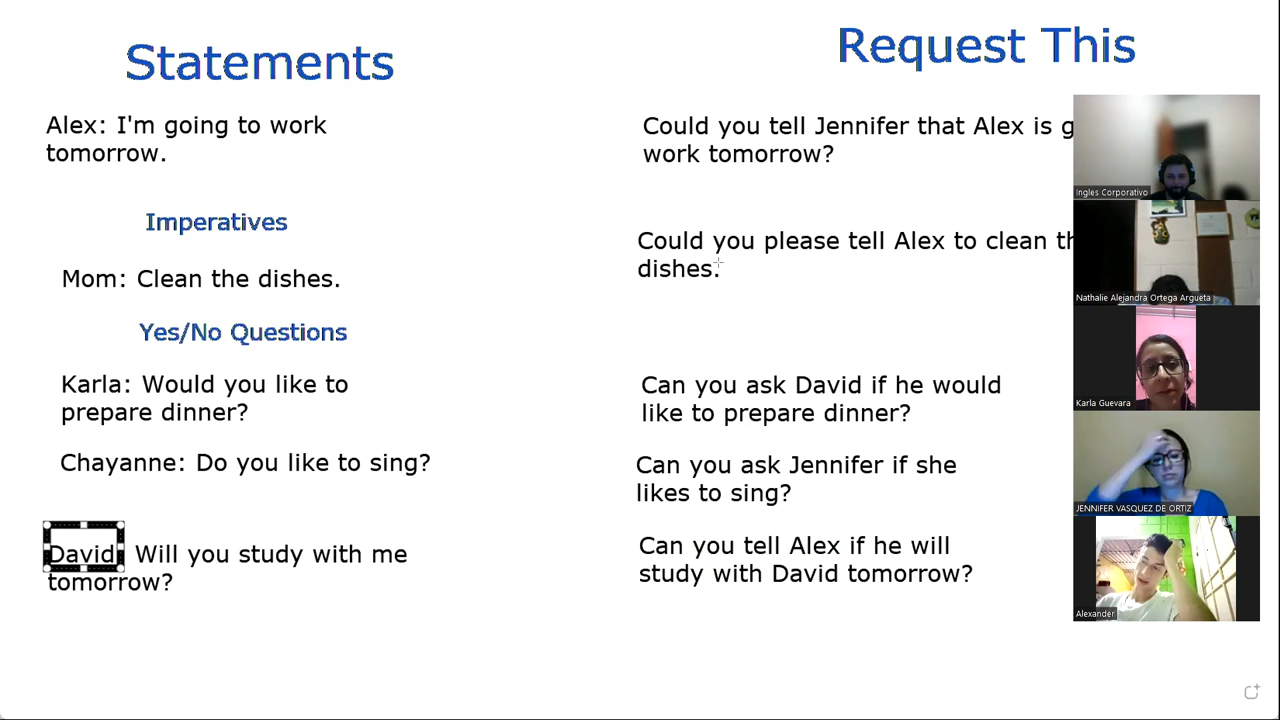 Statements
Alex: I'm going to work
tomorrow.
Imperatives
Mom: Clean the dishes.
Yes/No Questions
Karla: Would you like to
prepare dinner?
Chayanne: Do you like to sing?
David: Will you study with me
tomorrow?
Request This
Could you tell Jennifer that Alex is
work tomorrow?
Could you please tell Alex to clean
dishes.
Can you ask David if he would
like to prepare dinner?
Can you ask Jennifer if she
likes to sing?
Can you tell Alex if he will
study with David tomorrow?
Ingles Corporativo
Nathalie Alejandra Ortega Argueta
Karla Guevara
JENNIFER VASQUEZ DE ORTIZ
Alexander